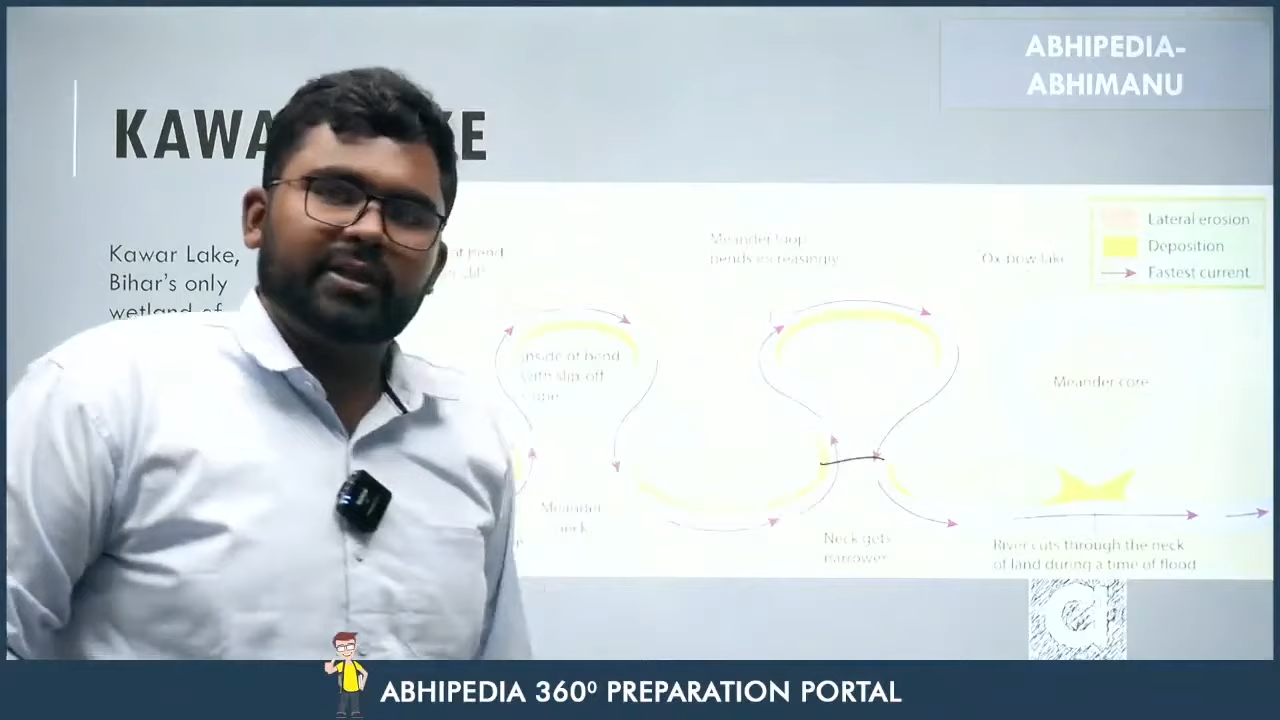 ABHIPEDIA-
ABHIMANU
KAWA KE
Kawar Lake,
Bihar's only
wetland of
Meander loop
bends increasingly
Ox-bow lake
Lateral erosion
Deposition
Fastest current
Inside of bend
with slip-off
Meander core
Meander
neck
Neck gets
narrower
River cuts through the neck
of land during a time of flood
a
ABHIPEDIA 360⁰ PREPARATION PORTAL